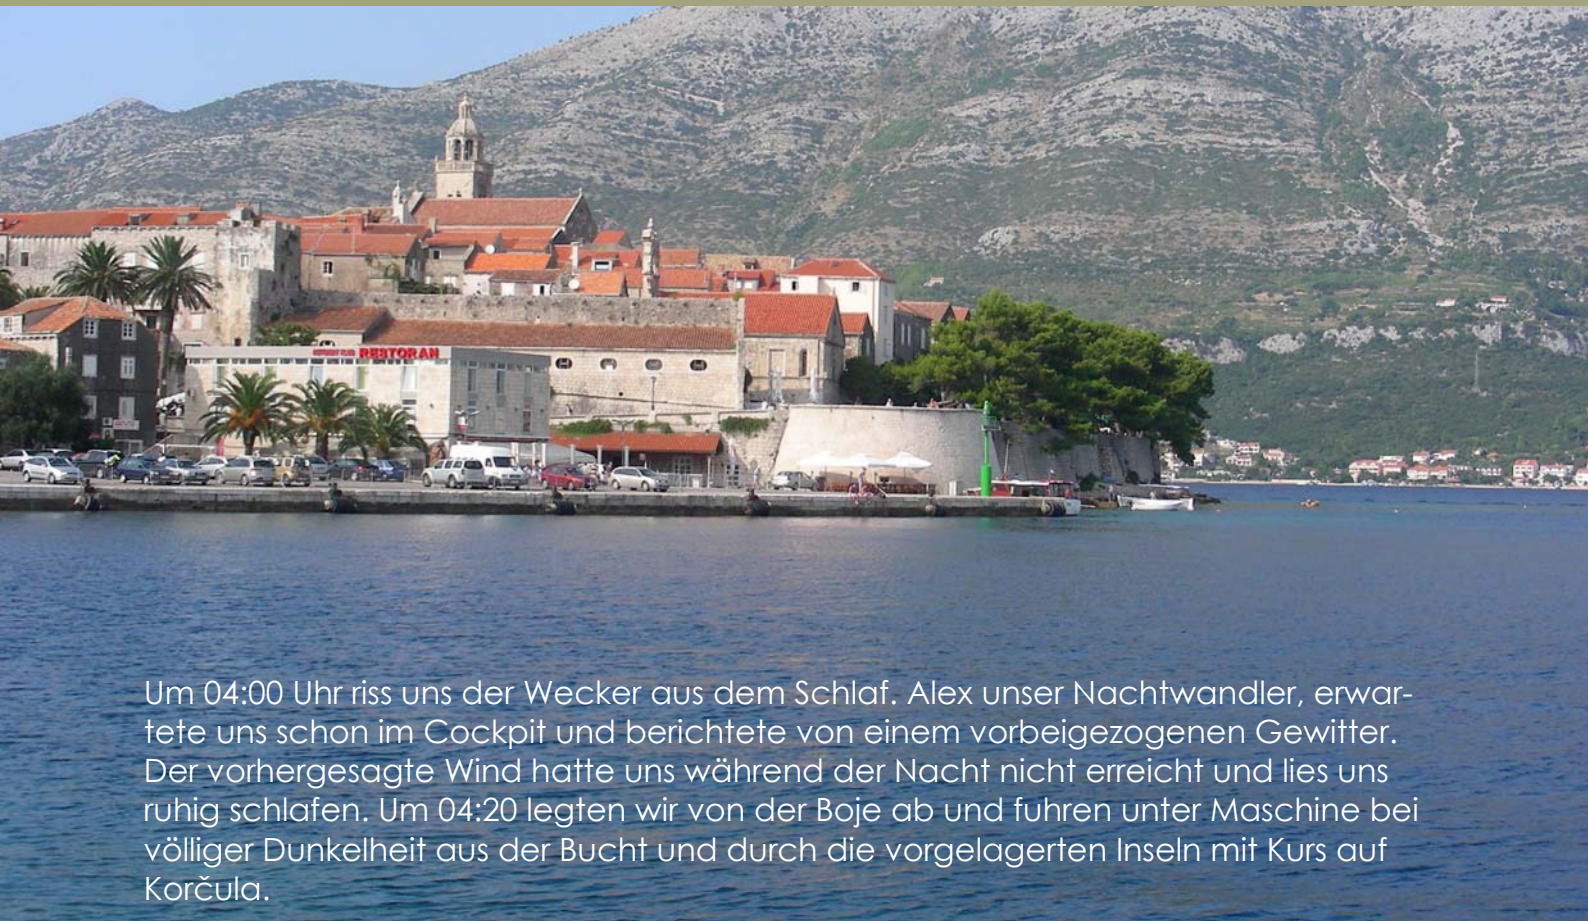 RESTORAN
Um 04:00 Uhr riss uns der Wecker aus dem Schlaf. Alex unser Nachtwandler, erwar-
tete uns schon im Cockpit und berichtete von einem vorbeigezogenen Gewitter.
Der vorhergesagte Wind hatte uns während der Nacht nicht erreicht und lies uns
ruhig schlafen. Um 04:20 legten wir von der Boje ab und fuhren unter Maschine bei
völliger Dunkelheit aus der Bucht und durch die vorgelagerten Inseln mit Kurs auf
Korčula.